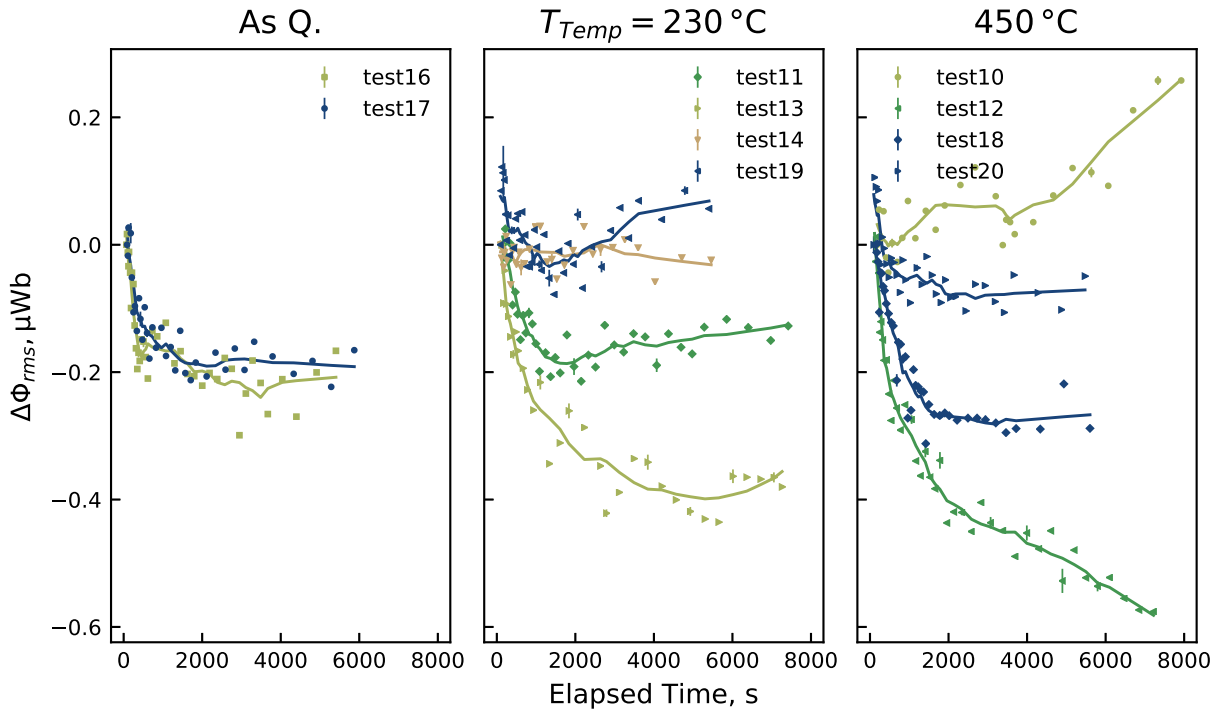 As Q.
T_Temp = 230 °C
450 °C
test16
test17
test11
test13
test14
test19
test10
test12
test18
test20
ΔΦ_rms, µWb
0.2
0.0
−0.2
−0.4
−0.6
0 2000 4000 6000 8000
0 2000 4000 6000 8000
0 2000 4000 6000 8000
Elapsed Time, s